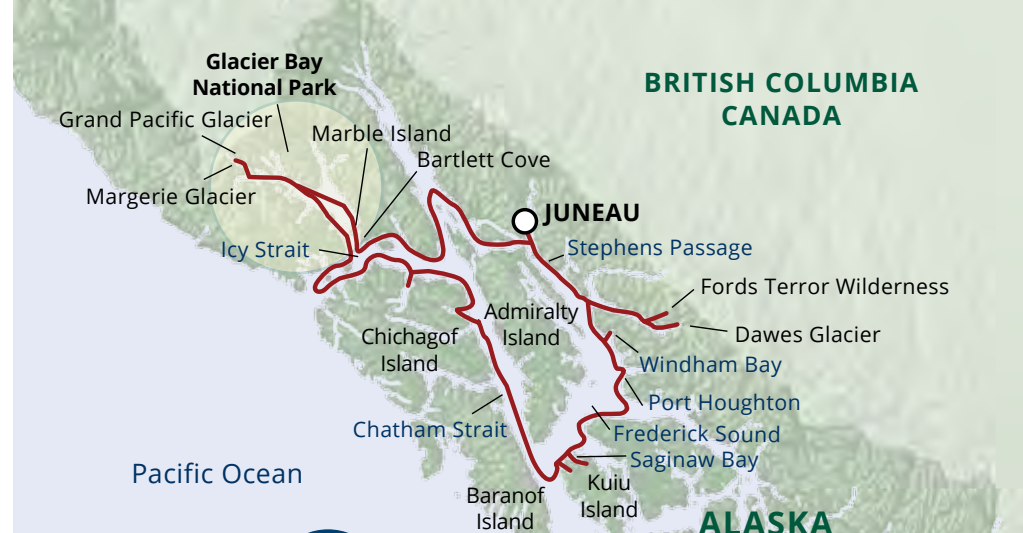 Glacier Bay
National Park
BRITISH COLUMBIA
CANADA
Grand Pacific Glacier
Marble Island
Bartlett Cove
Margerie Glacier
JUNEAU
Icy Strait
Stephens Passage
Fords Terror Wilderness
Admiralty
Island
Dawes Glacier
Chichagof
Island
Windham Bay
Port Houghton
Chatham Strait
Frederick Sound
Saginaw Bay
Pacific Ocean
Kuiu
Island
Baranof
Island
ALASKA